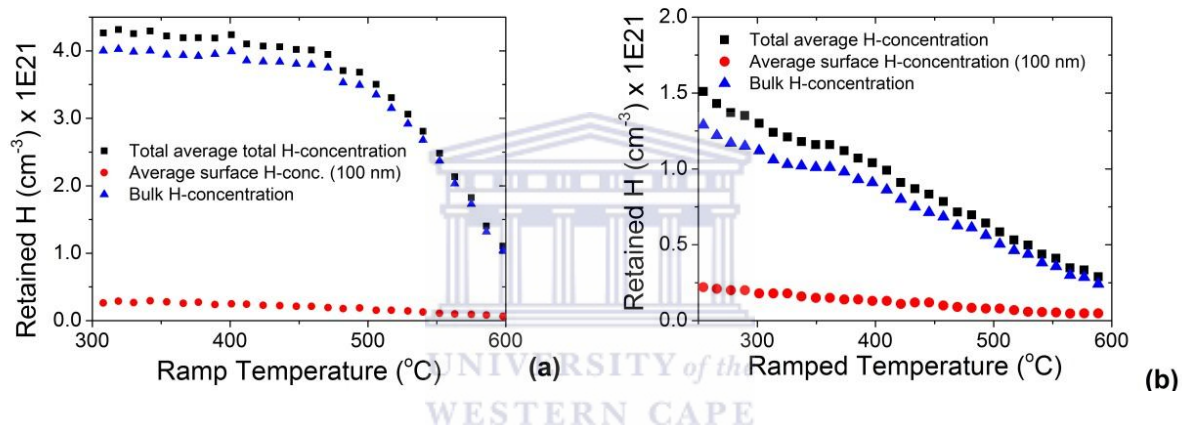 4.0
3.0
2.0
1.0
0.0
300
400
500
600
Retained H (cm⁻³) x 1E21
Ramp Temperature (°C)
Total average total H-concentration
Average surface H-conc. (100 nm)
Bulk H-concentration
(a)
2.0
1.5
1.0
0.5
0.0
300
400
500
600
Retained H (cm⁻³) x 1E21
Ramped Temperature (°C)
Total average H-concentration
Average surface H-concentration (100 nm)
Bulk H-concentration
(b)
UNIVERSITY of the
WESTERN CAPE